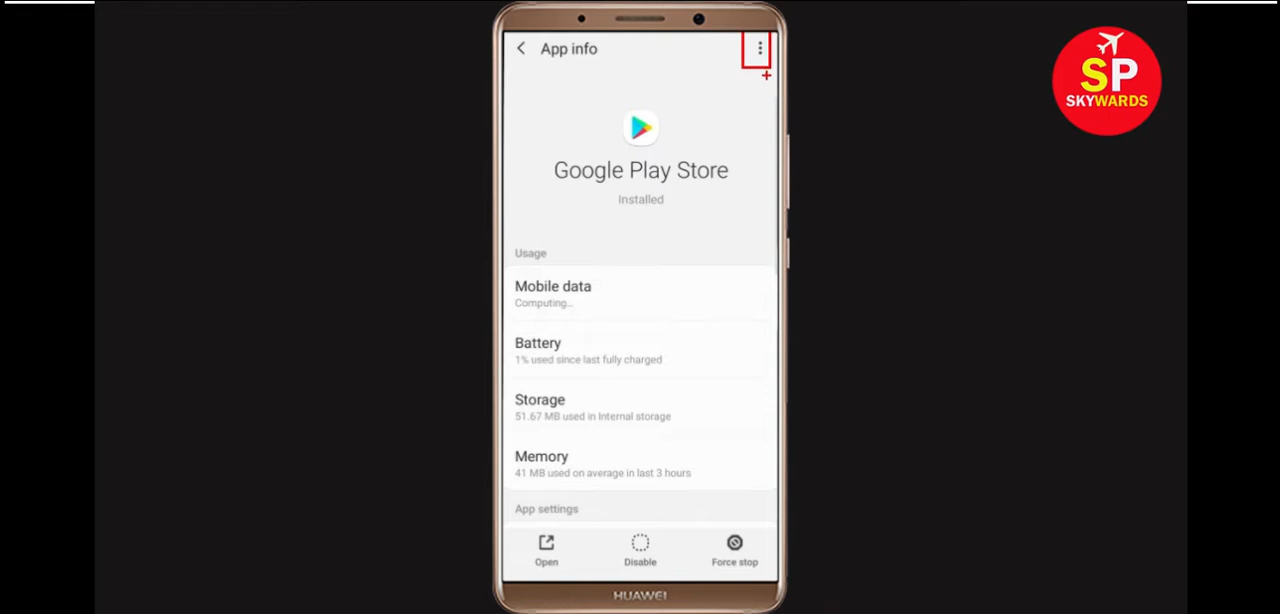 App info
SP
SKYWARDS
Google Play Store
Installed
Usage
Mobile data
Computing...
Battery
1% used since last fully charged
Storage
51.67 MB used in Internal storage
Memory
41 MB used on average in last 3 hours
App settings
Open
Disable
Force stop
HUAWEI